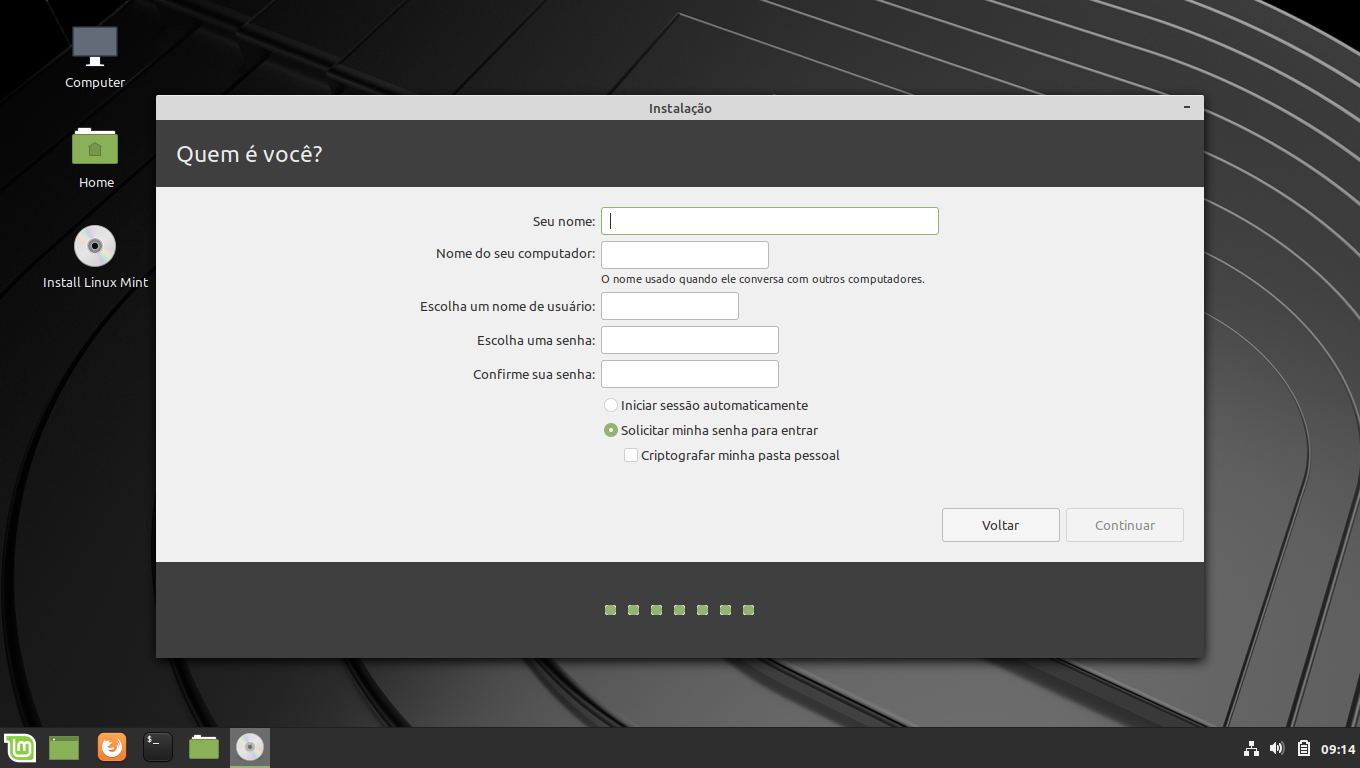 Computer
Home
Install Linux Mint
Instalação
Quem é você?
Seu nome:
Nome do seu computador:
O nome usado quando ele conversa com outros computadores.
Escolha um nome de usuário:
Escolha uma senha:
Confirme sua senha:
Iniciar sessão automaticamente
Solicitar minha senha para entrar
Criptografar minha pasta pessoal
Voltar
Continuar
$_
09:14